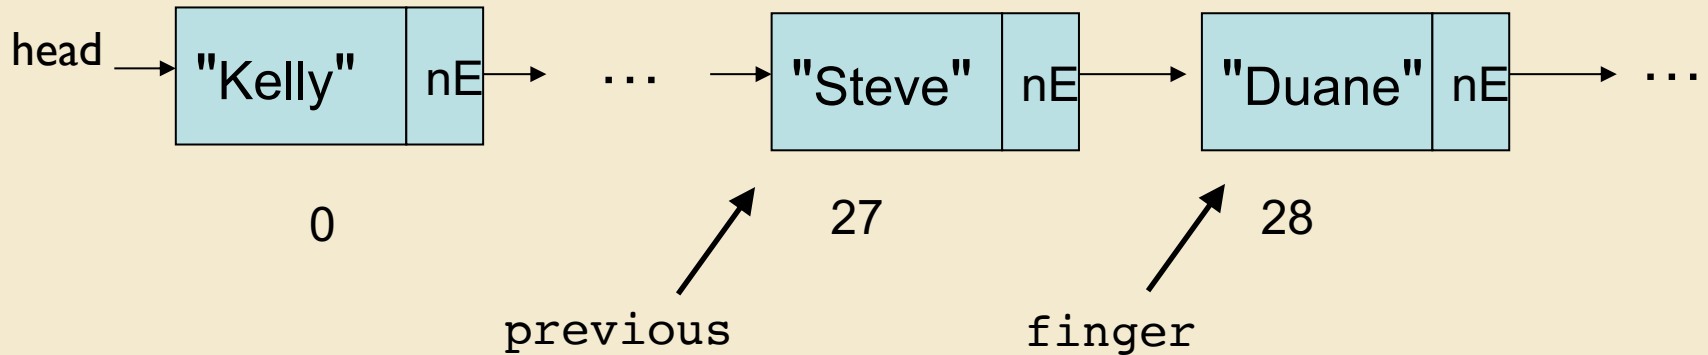 head "Kelly" nE ... "Steve" nE "Duane" nE ...
0 27 28
previous finger